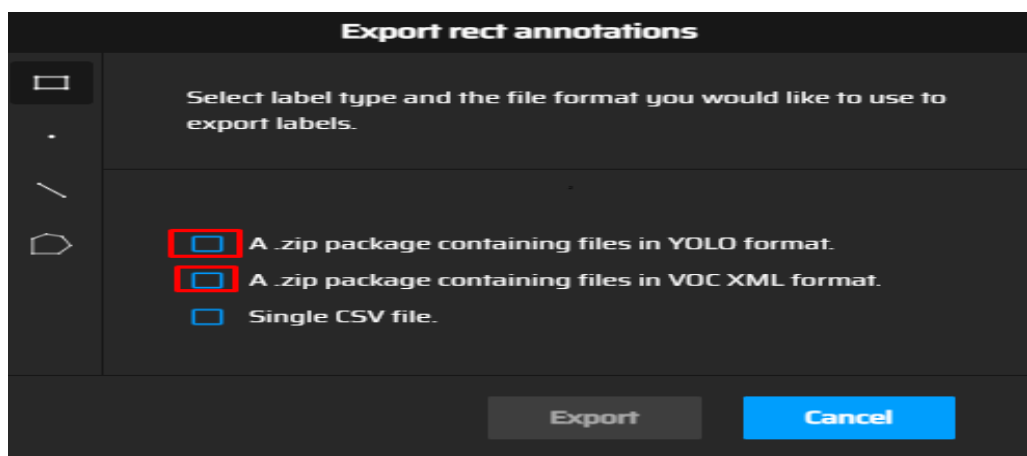 Export rect annotations
Select label type and the file format you would like to use to
export labels.
A .zip package containing files in YOLO format.
A .zip package containing files in VOC XML format.
Single CSV file.
Export
Cancel